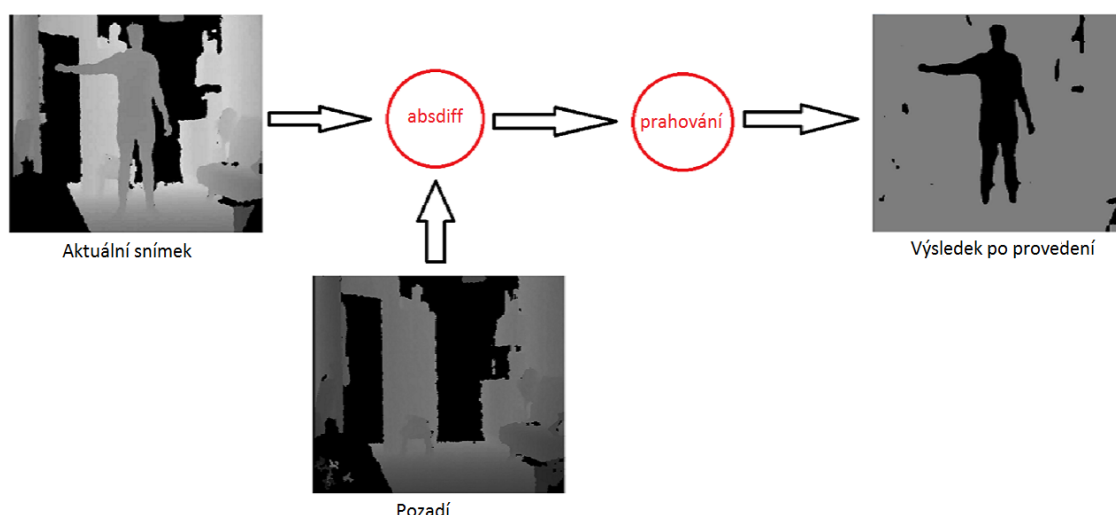 absdiff
prahování
Aktuální snímek
Výsledek po provedení
Pozadí